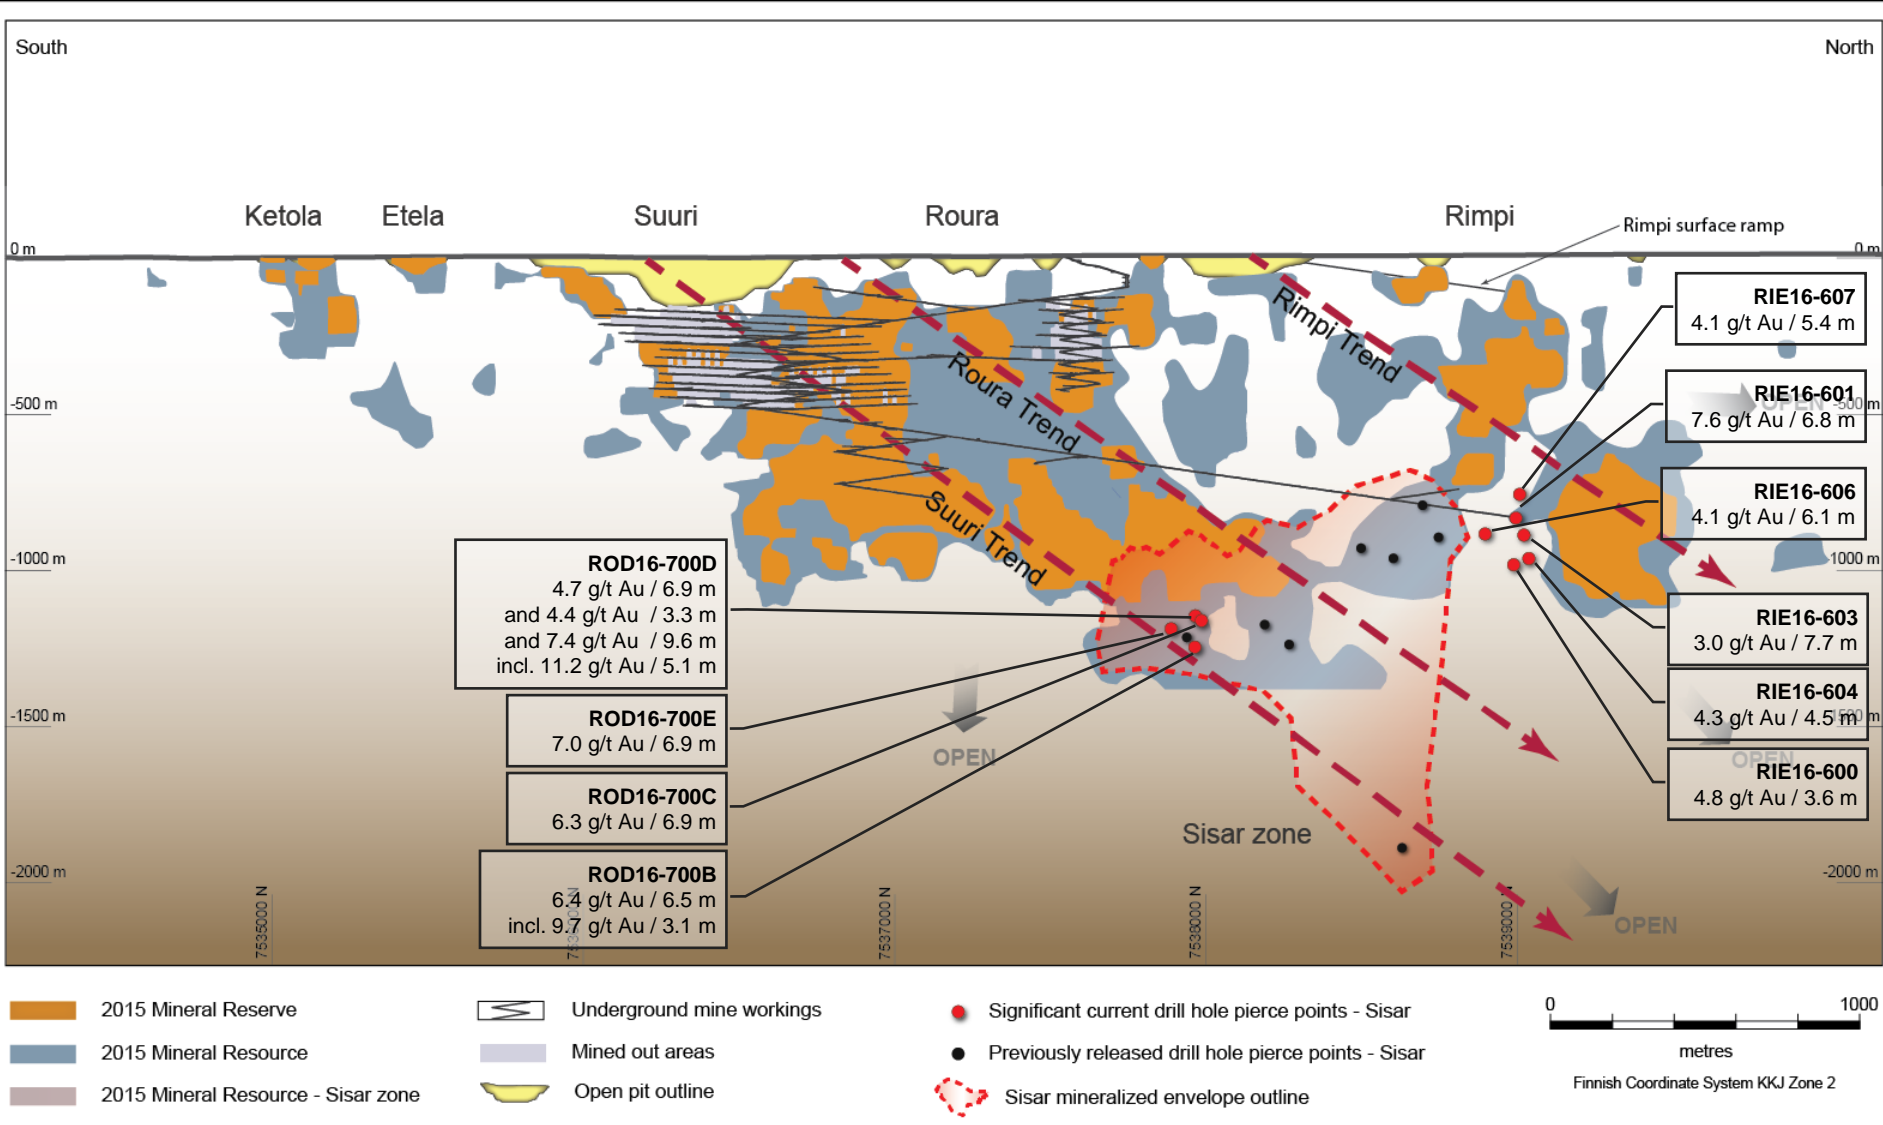 South
North
Ketola
Etela
Suuri
Roura
Rimpi
Rimpi surface ramp
0 m
0 m
RIE16-607
4.1 g/t Au / 5.4 m
Rimpi Trend
Roura Trend
Suuri Trend
-500 m
OPEN
-500 m
RIE16-601
7.6 g/t Au / 6.8 m
RIE16-606
4.1 g/t Au / 6.1 m
-1000 m
1000 m
ROD16-700D
4.7 g/t Au / 6.9 m
and 4.4 g/t Au / 3.3 m
and 7.4 g/t Au / 9.6 m
incl. 11.2 g/t Au / 5.1 m
RIE16-603
3.0 g/t Au / 7.7 m
RIE16-604
4.3 g/t Au / 4.5 m
-1500 m
1500 m
ROD16-700E
7.0 g/t Au / 6.9 m
OPEN
OPEN
RIE16-600
4.8 g/t Au / 3.6 m
ROD16-700C
6.3 g/t Au / 6.9 m
Sisar zone
-2000 m
-2000 m
ROD16-700B
6.4 g/t Au / 6.5 m
incl. 9.7 g/t Au / 3.1 m
OPEN
7535000 N
7537000 N
7538000 N
7539000 N
2015 Mineral Reserve
2015 Mineral Resource
2015 Mineral Resource - Sisar zone
Underground mine workings
Mined out areas
Open pit outline
Significant current drill hole pierce points - Sisar
Previously released drill hole pierce points - Sisar
Sisar mineralized envelope outline
0 1000
metres
Finnish Coordinate System KKJ Zone 2